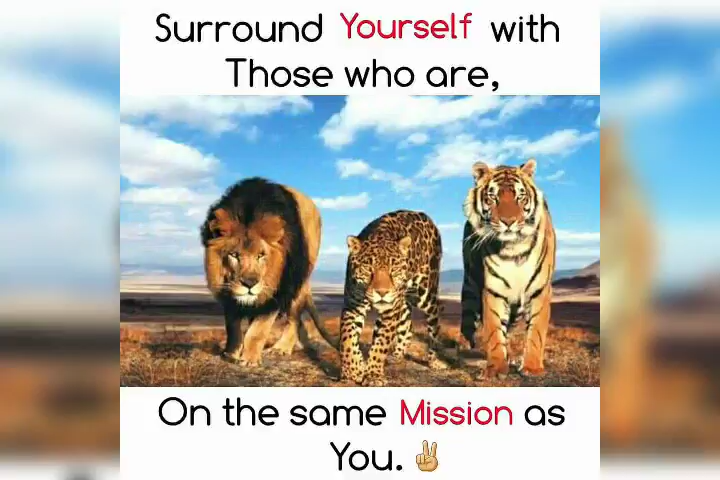 Surround Yourself with
Those who are,
On the same Mission as
You.✌